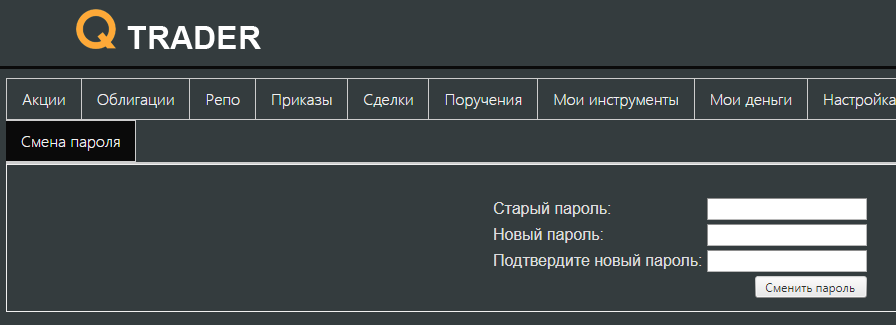 Q TRADER
Акции Облигации Репо Приказы Сделки Поручения Мои инструменты Мои деньги Настройка
Смена пароля
Старый пароль:
Новый пароль:
Подтвердите новый пароль:
Сменить пароль